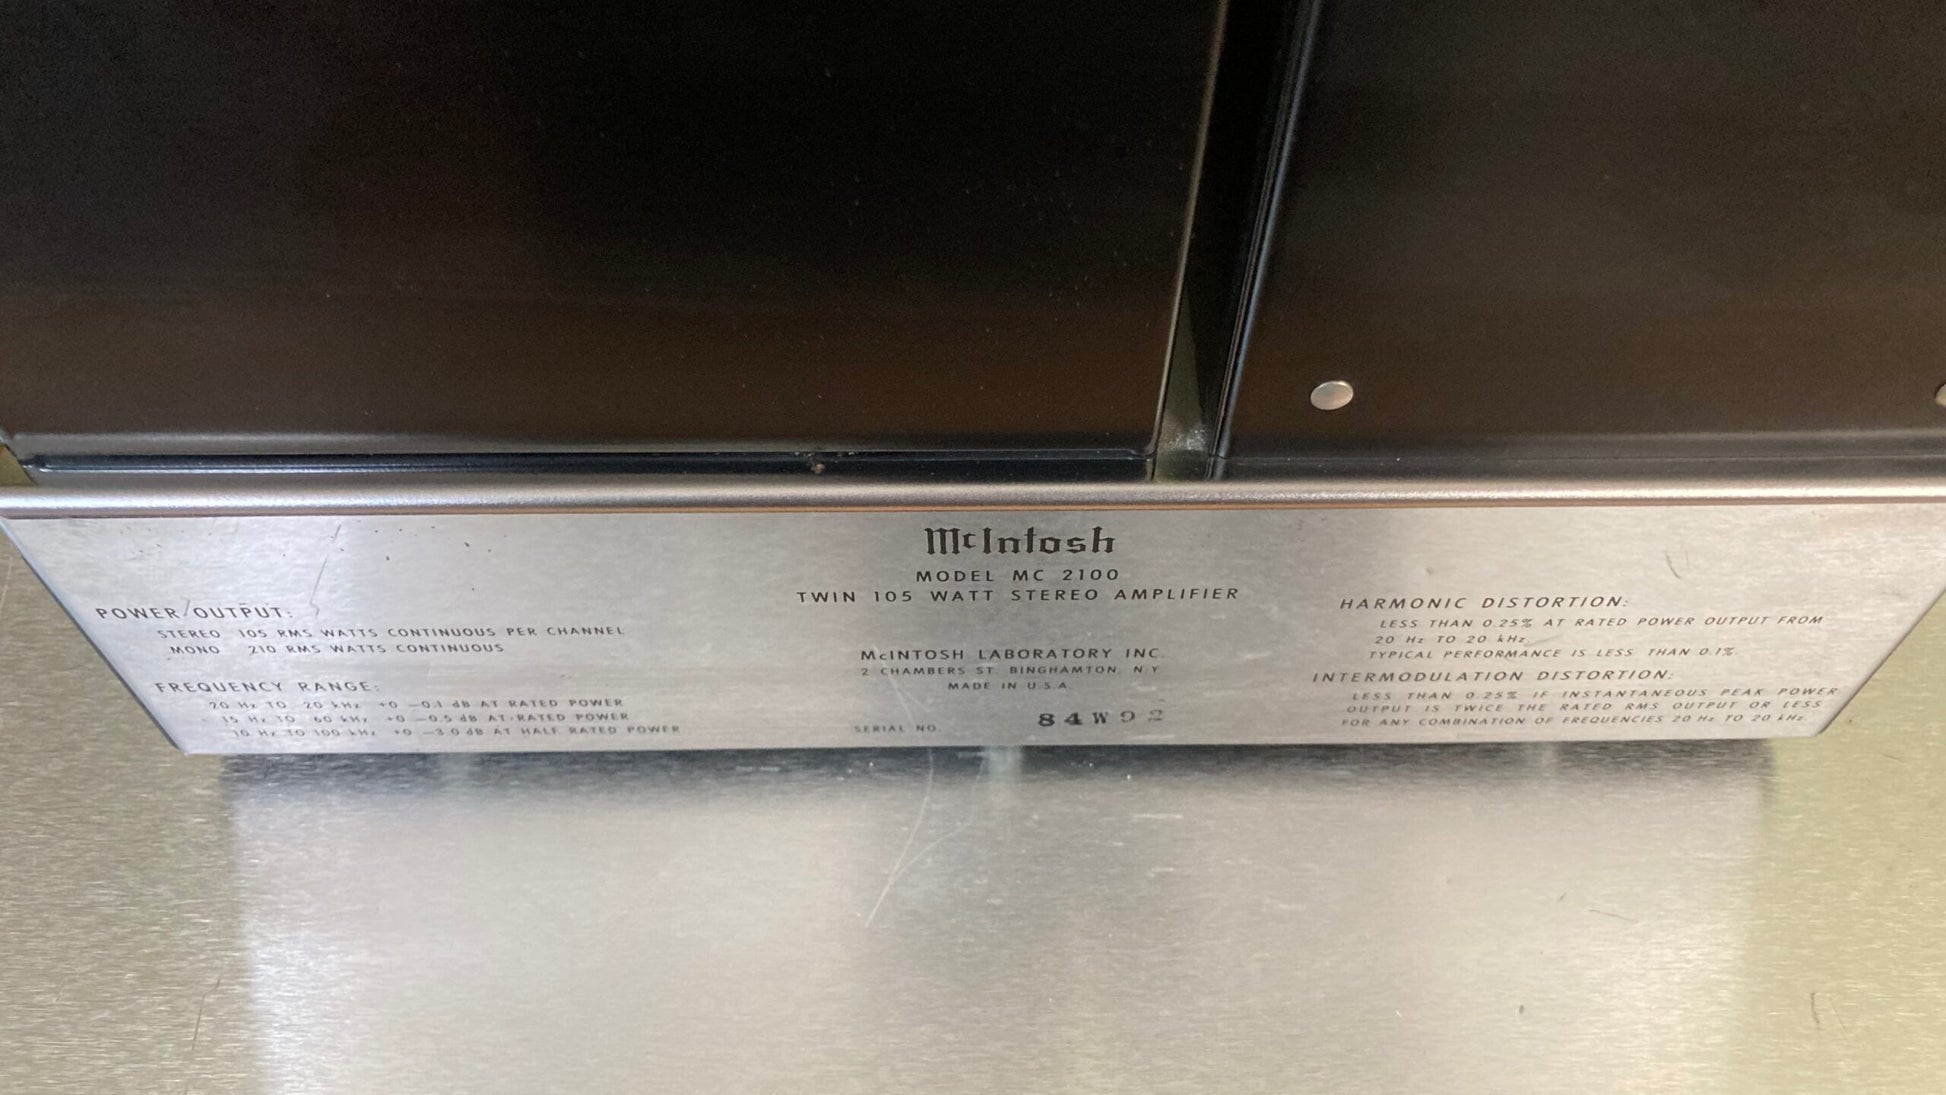 McIntosh
MODEL MC 2100
TWIN 105 WATT STEREO AMPLIFIER
POWER OUTPUT:
STEREO 105 RMS WATTS CONTINUOUS PER CHANNEL
MONO 210 RMS WATTS CONTINUOUS
FREQUENCY RANGE:
20 Hz TO 20 kHz +0 –0.1 dB AT RATED POWER
15 Hz TO 60 kHz +0 –0.5 dB AT RATED POWER
10 Hz TO 100 kHz +0 –3.0 dB AT HALF RATED POWER
McINTOSH LABORATORY INC.
2 CHAMBERS ST. BINGHAMTON, N.Y.
MADE IN U.S.A.
SERIAL NO. 84W92
HARMONIC DISTORTION:
LESS THAN 0.25% AT RATED POWER OUTPUT FROM
20 Hz TO 20 kHz.
TYPICAL PERFORMANCE IS LESS THAN 0.1%.
INTERMODULATION DISTORTION:
LESS THAN 0.25% IF INSTANTANEOUS PEAK POWER
OUTPUT IS TWICE THE RATED RMS OUTPUT OR LESS
FOR ANY COMBINATION OF FREQUENCIES 20 Hz TO 20 kHz.